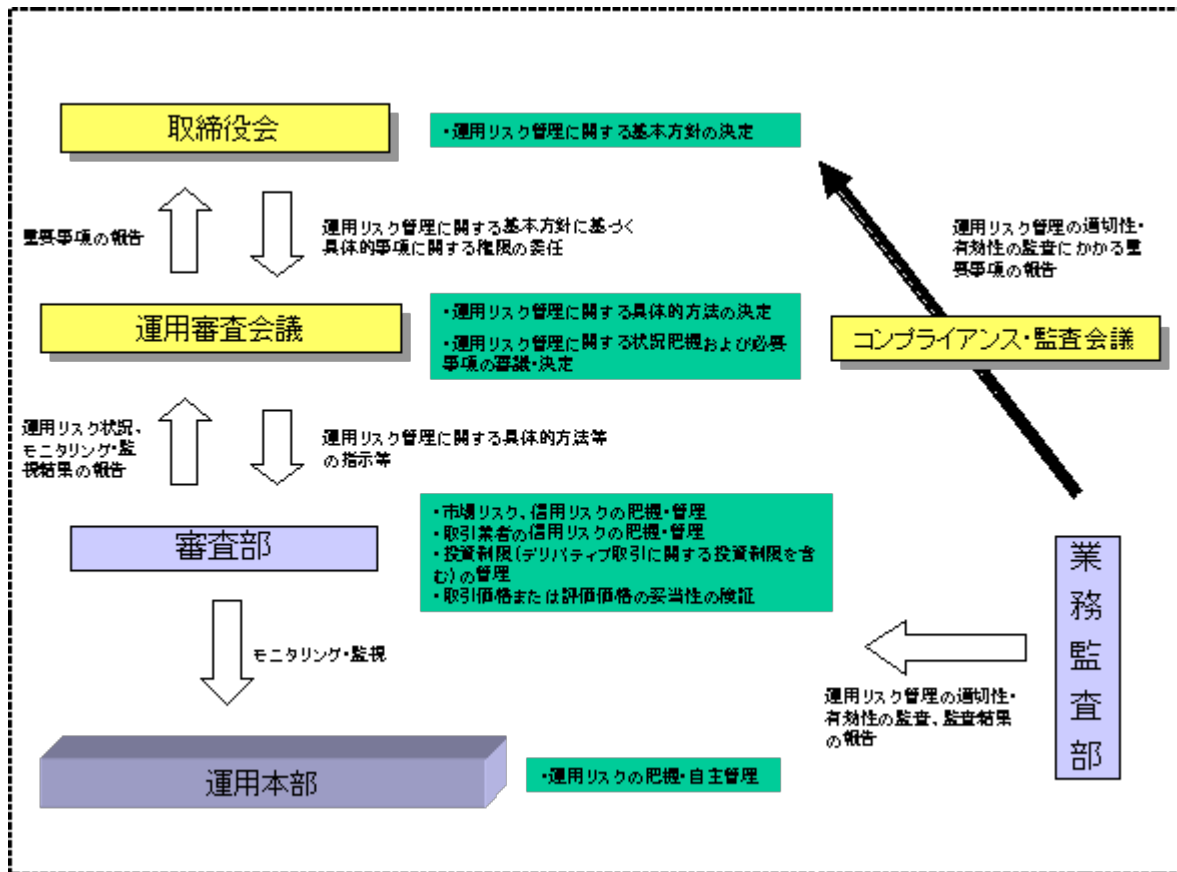 取締役会
・運用リスク管理に関する基本方針の決定
重要事項の報告
運用リスク管理に関する基本方針に基づく
具体的事項に関する権限の委任
運用リスク管理の適切性・
有効性の監査にかかる重
要事項の報告
運用審査会議
・運用リスク管理に関する具体的方法の決定
・運用リスク管理に関する状況把握および必要
事項の審議・決定
コンプライアンス・監査会議
運用リスク状況、
モニタリング・監
視結果の報告
運用リスク管理に関する具体的方法等
の指示等
審査部
・市場リスク、信用リスクの把握・管理
・取引業者の信用リスクの把握・管理
・投資制限(デリバティブ取引に関する投資制限を含
む)の管理
・取引価格または評価価格の妥当性の検証
業務監査部
モニタリング・監視
運用リスク管理の適切性・
有効性の監査、監査結果
の報告
運用本部
・運用リスクの把握・自主管理